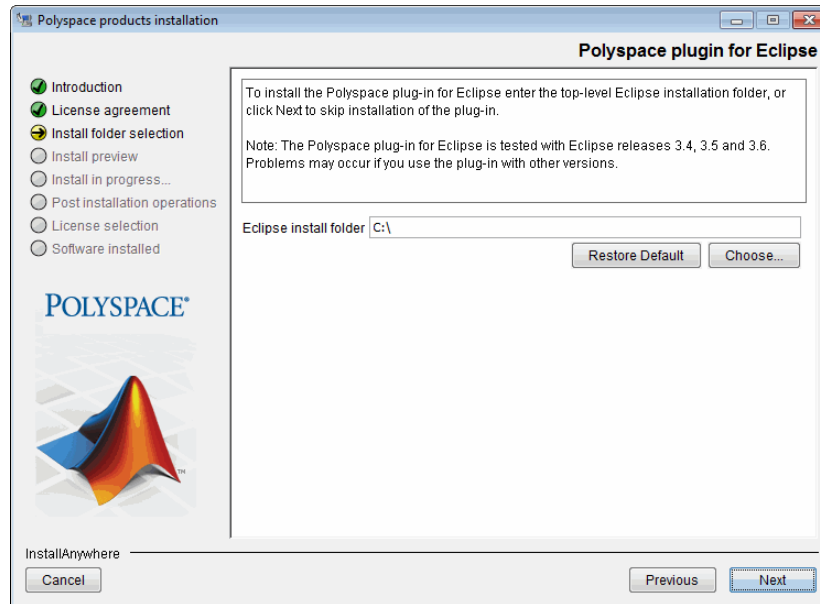 Polyspace products installation
Polyspace plugin for Eclipse
Introduction
License agreement
Install folder selection
Install preview
Install in progress...
Post installation operations
License selection
Software installed
POLYSPACE®
TM
To install the Polyspace plug-in for Eclipse enter the top-level Eclipse installation folder, or
click Next to skip installation of the plug-in.
Note: The Polyspace plug-in for Eclipse is tested with Eclipse releases 3.4, 3.5 and 3.6.
Problems may occur if you use the plug-in with other versions.
Eclipse install folder C:\
Restore Default Choose...
InstallAnywhere
Cancel Previous Next